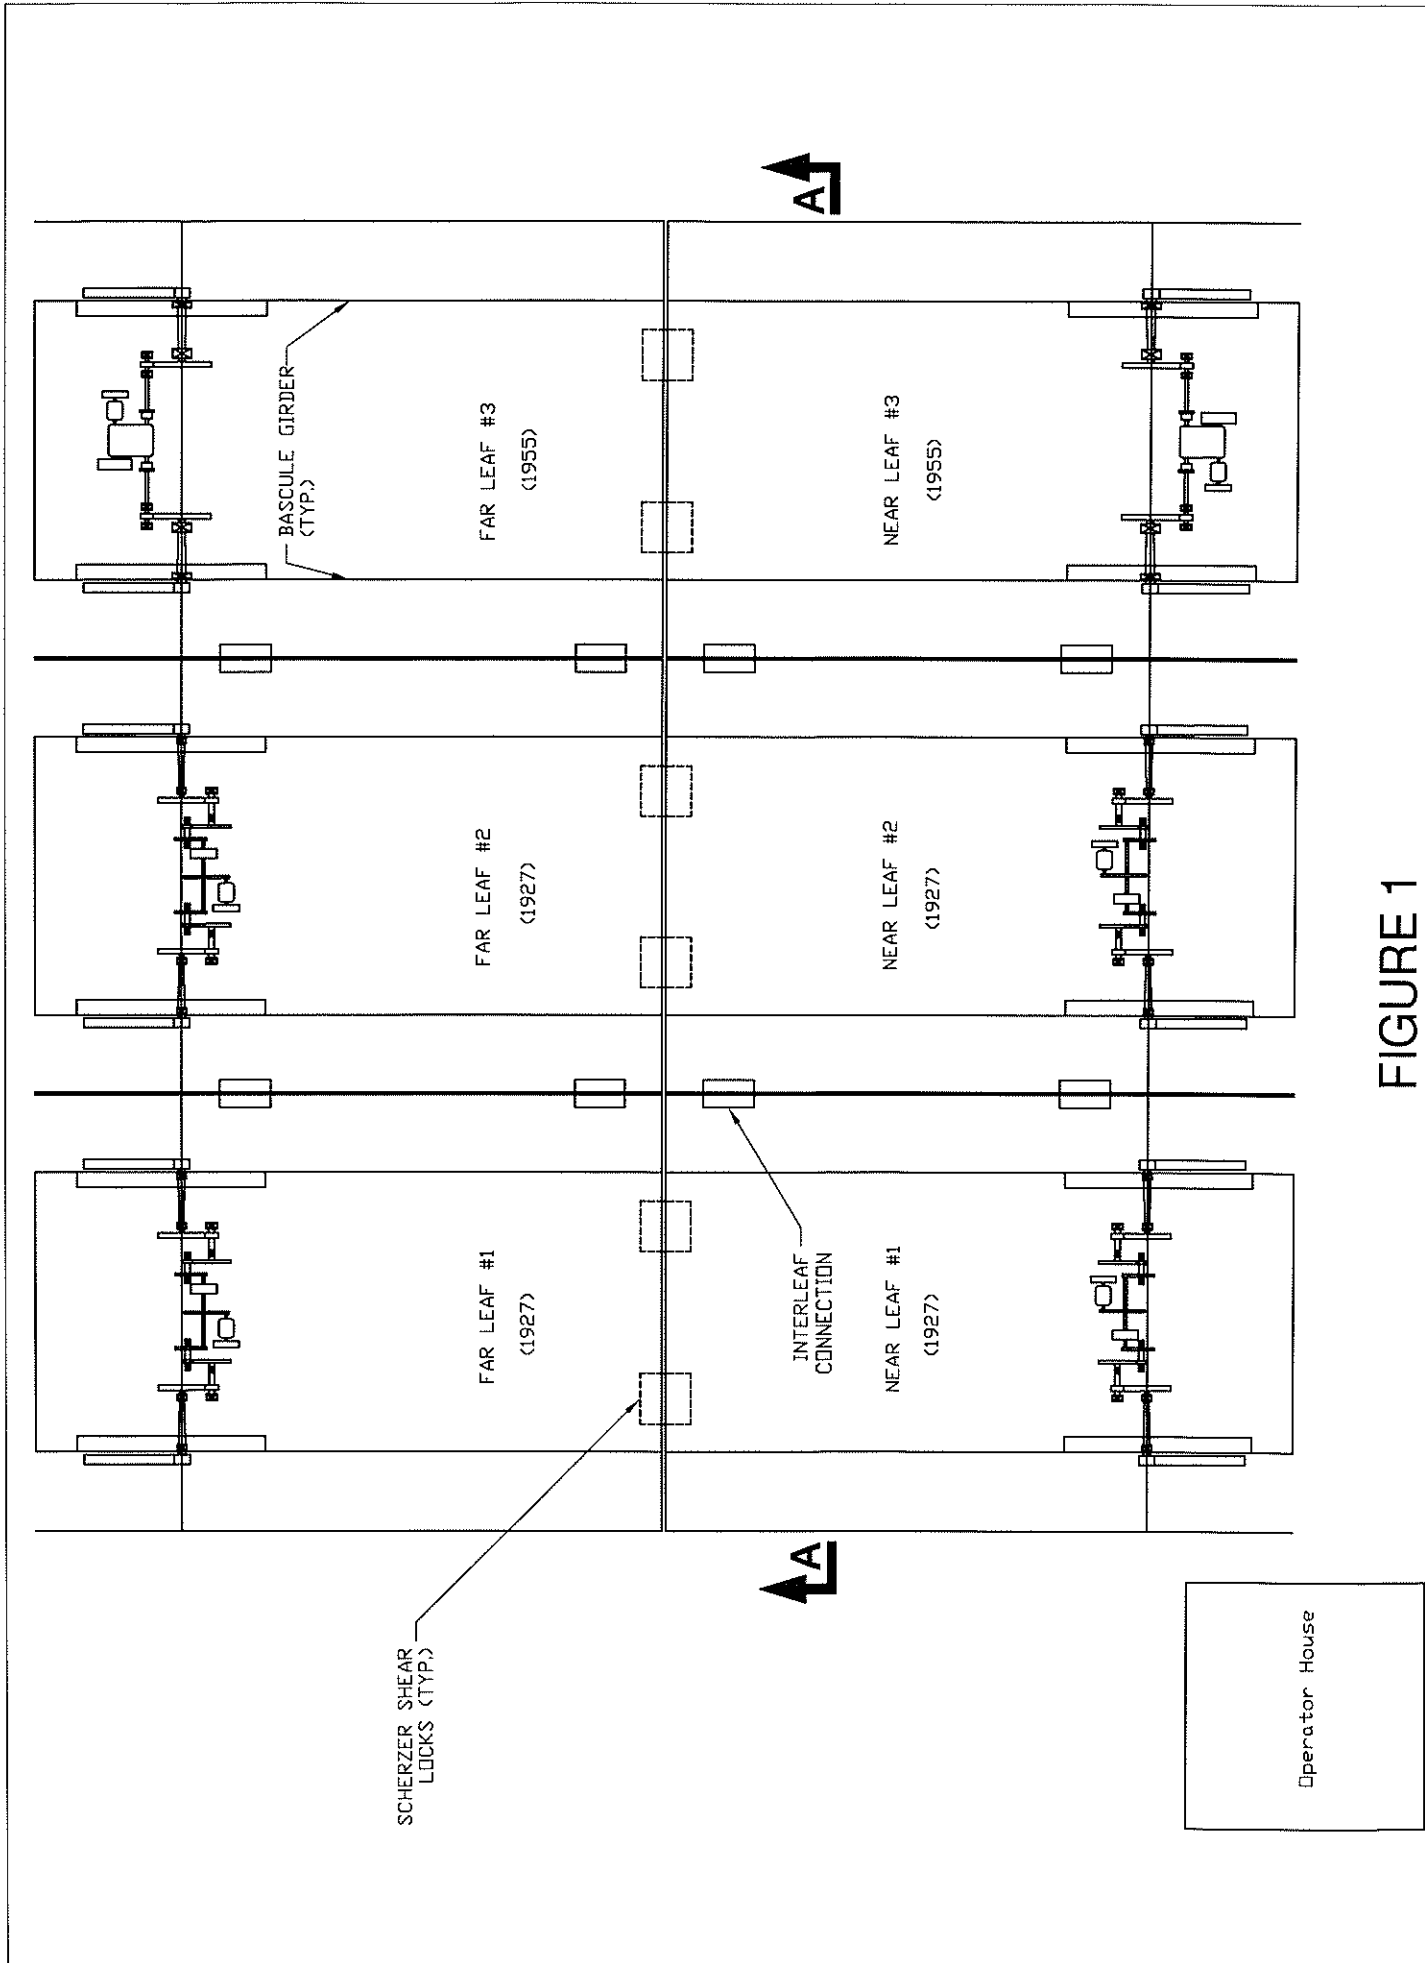 SCHERZER SHEAR
LOCKS (TYP.)
FAR LEAF #1
(1927)
FAR LEAF #2
(1927)
BASCULE GIRDER
(TYP.)
FAR LEAF #3
(1955)
INTERLEAF
CONNECTION
NEAR LEAF #1
(1927)
NEAR LEAF #2
(1927)
NEAR LEAF #3
(1955)
A
A
Operator House
FIGURE 1